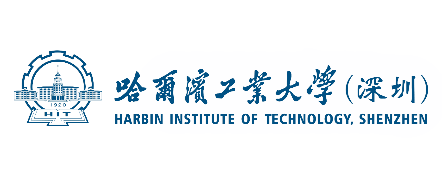 1920
HIT
哈爾濱工業大學(深圳)
HARBIN INSTITUTE OF TECHNOLOGY, SHENZHEN